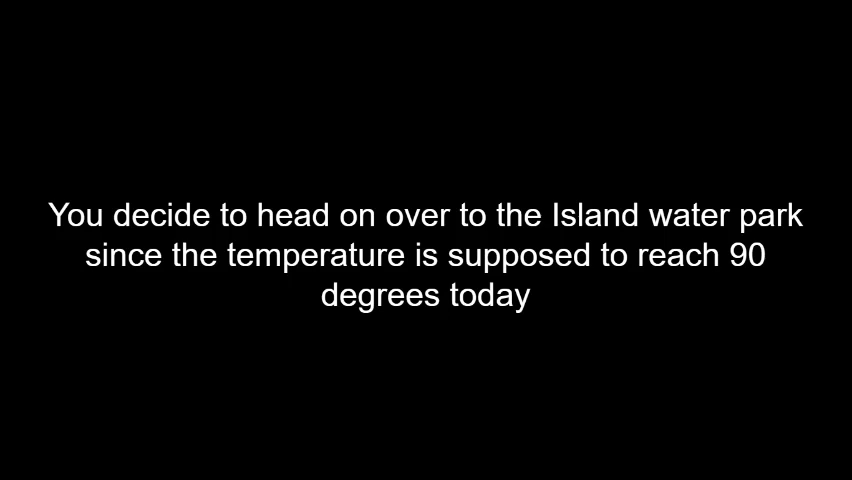 You decide to head on over to the Island water park
since the temperature is supposed to reach 90
degrees today